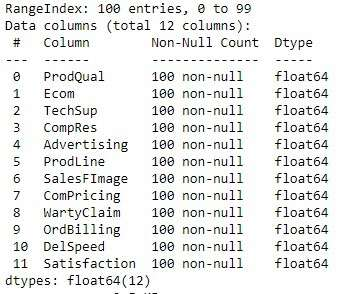 RangeIndex: 100 entries, 0 to 99
Data columns (total 12 columns):
 #   Column        Non-Null Count  Dtype
---  ------        --------------  -----
 0   ProdQual      100 non-null    float64
 1   Ecom          100 non-null    float64
 2   TechSup       100 non-null    float64
 3   CompRes       100 non-null    float64
 4   Advertising   100 non-null    float64
 5   ProdLine      100 non-null    float64
 6   SalesFImage   100 non-null    float64
 7   ComPricing    100 non-null    float64
 8   WartyClaim    100 non-null    float64
 9   OrdBilling    100 non-null    float64
 10  DelSpeed      100 non-null    float64
 11  Satisfaction  100 non-null    float64
dtypes: float64(12)